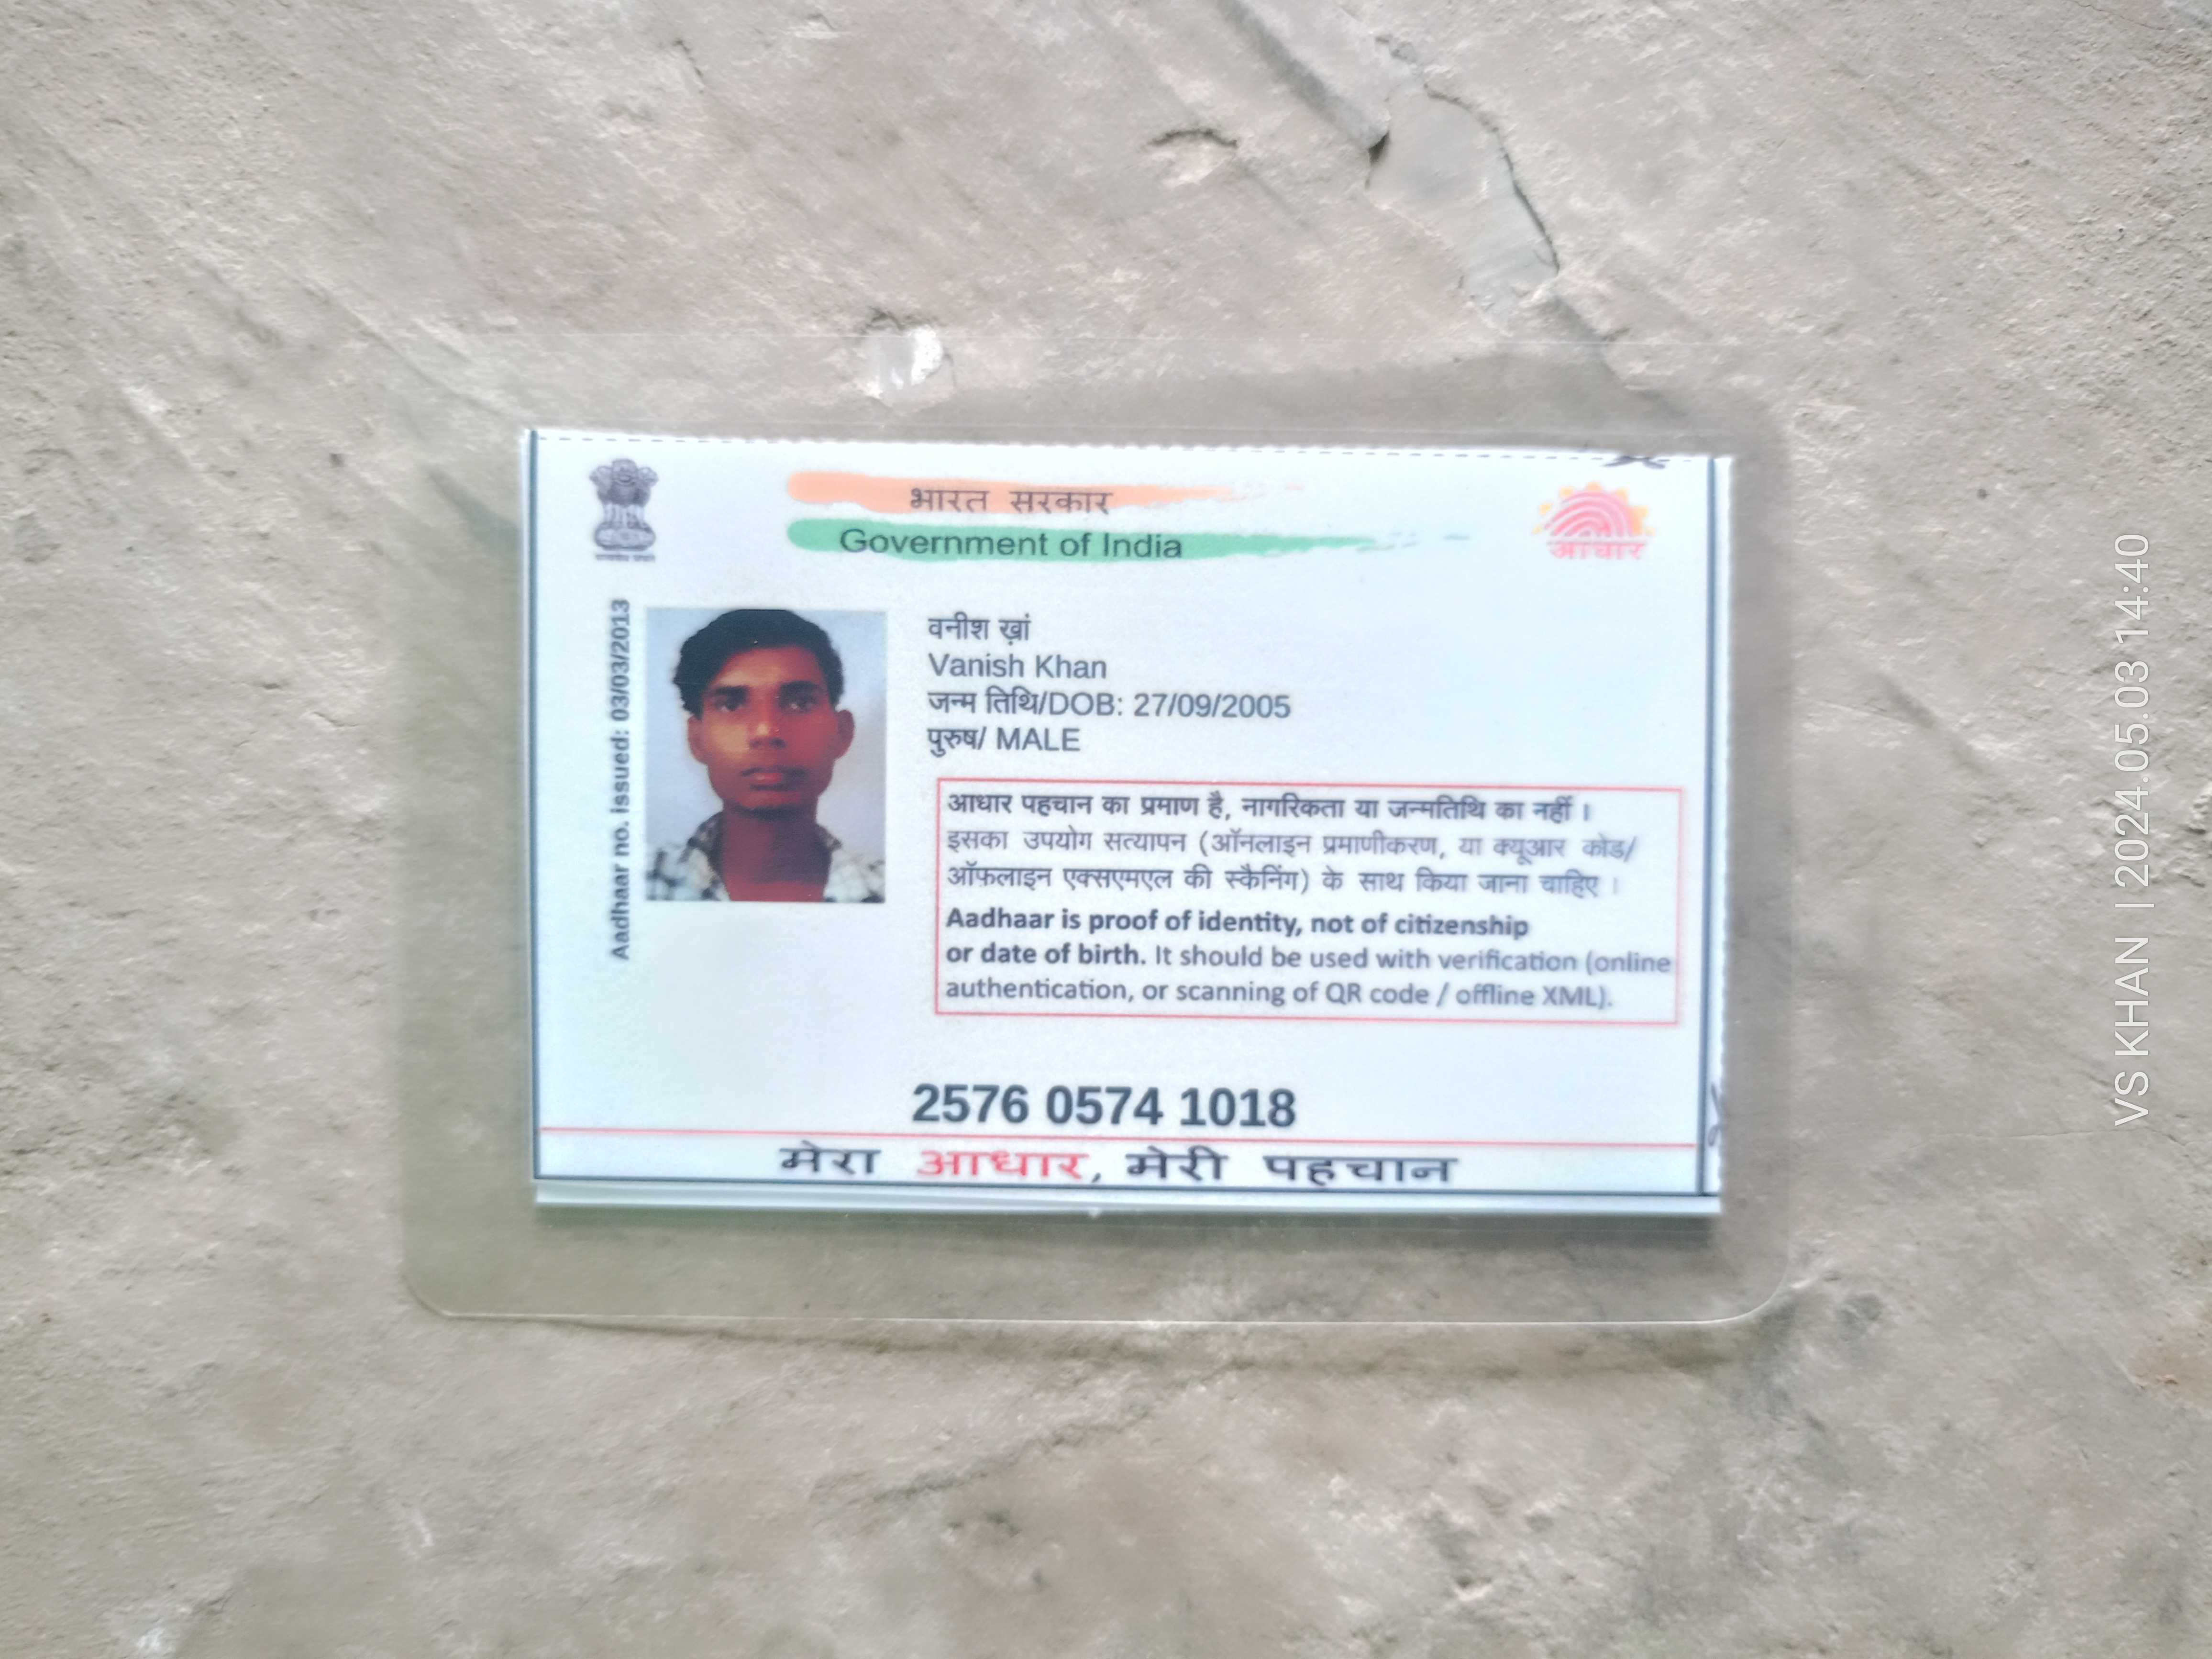 भारत सरकार
Government of India
आधार
Aadhaar no. issued: 03/03/2013
वनीश ख़ां
Vanish Khan
जन्म तिथि/DOB: 27/09/2005
पुरुष/ MALE
आधार पहचान का प्रमाण है, नागरिकता या जन्मतिथि का नहीं ।
इसका उपयोग सत्यापन (ऑनलाइन प्रमाणीकरण, या क्यूआर कोड/
ऑफ़लाइन एक्सएमएल की स्कैनिंग) के साथ किया जाना चाहिए ।
Aadhaar is proof of identity, not of citizenship
or date of birth. It should be used with verification (online
authentication, or scanning of QR code / offline XML).
2576 0574 1018
मेरा आधार, मेरी पहचान
VS KHAN | 2024.05.03 14:40